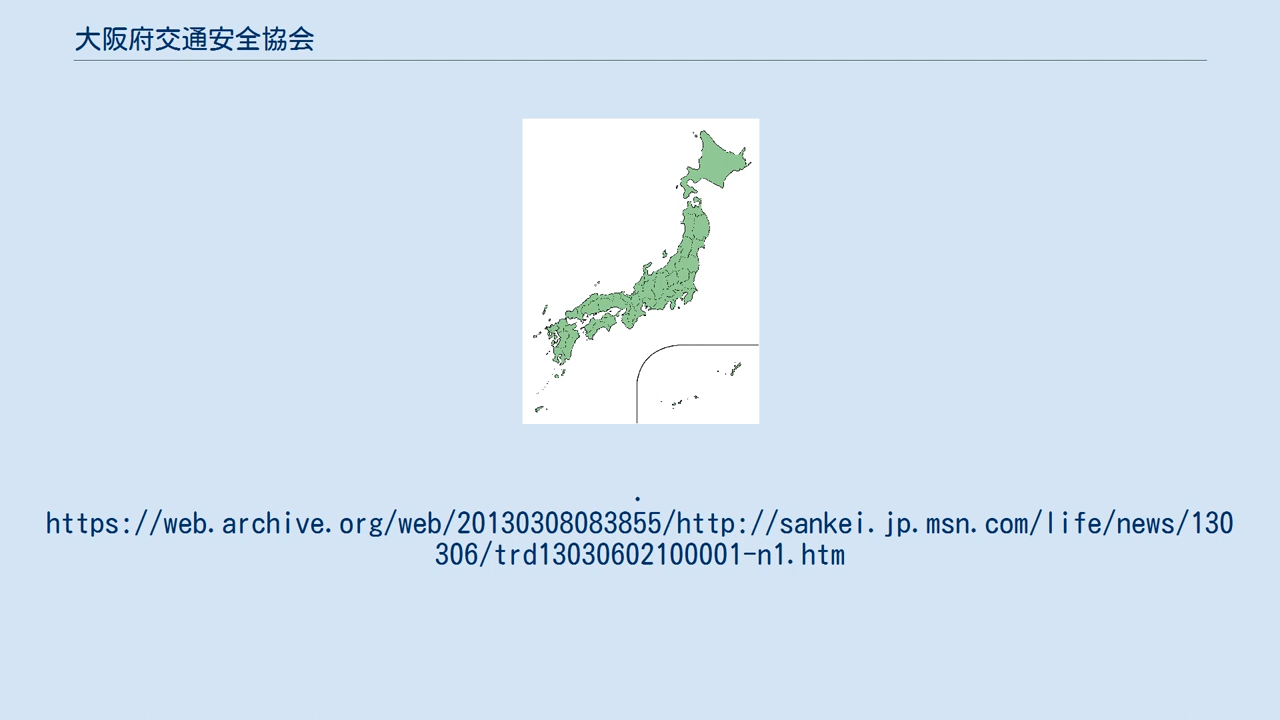 大阪府交通安全協会
.
https://web.archive.org/web/20130308083855/http://sankei.jp.msn.com/life/news/130
306/trd13030602100001-n1.htm